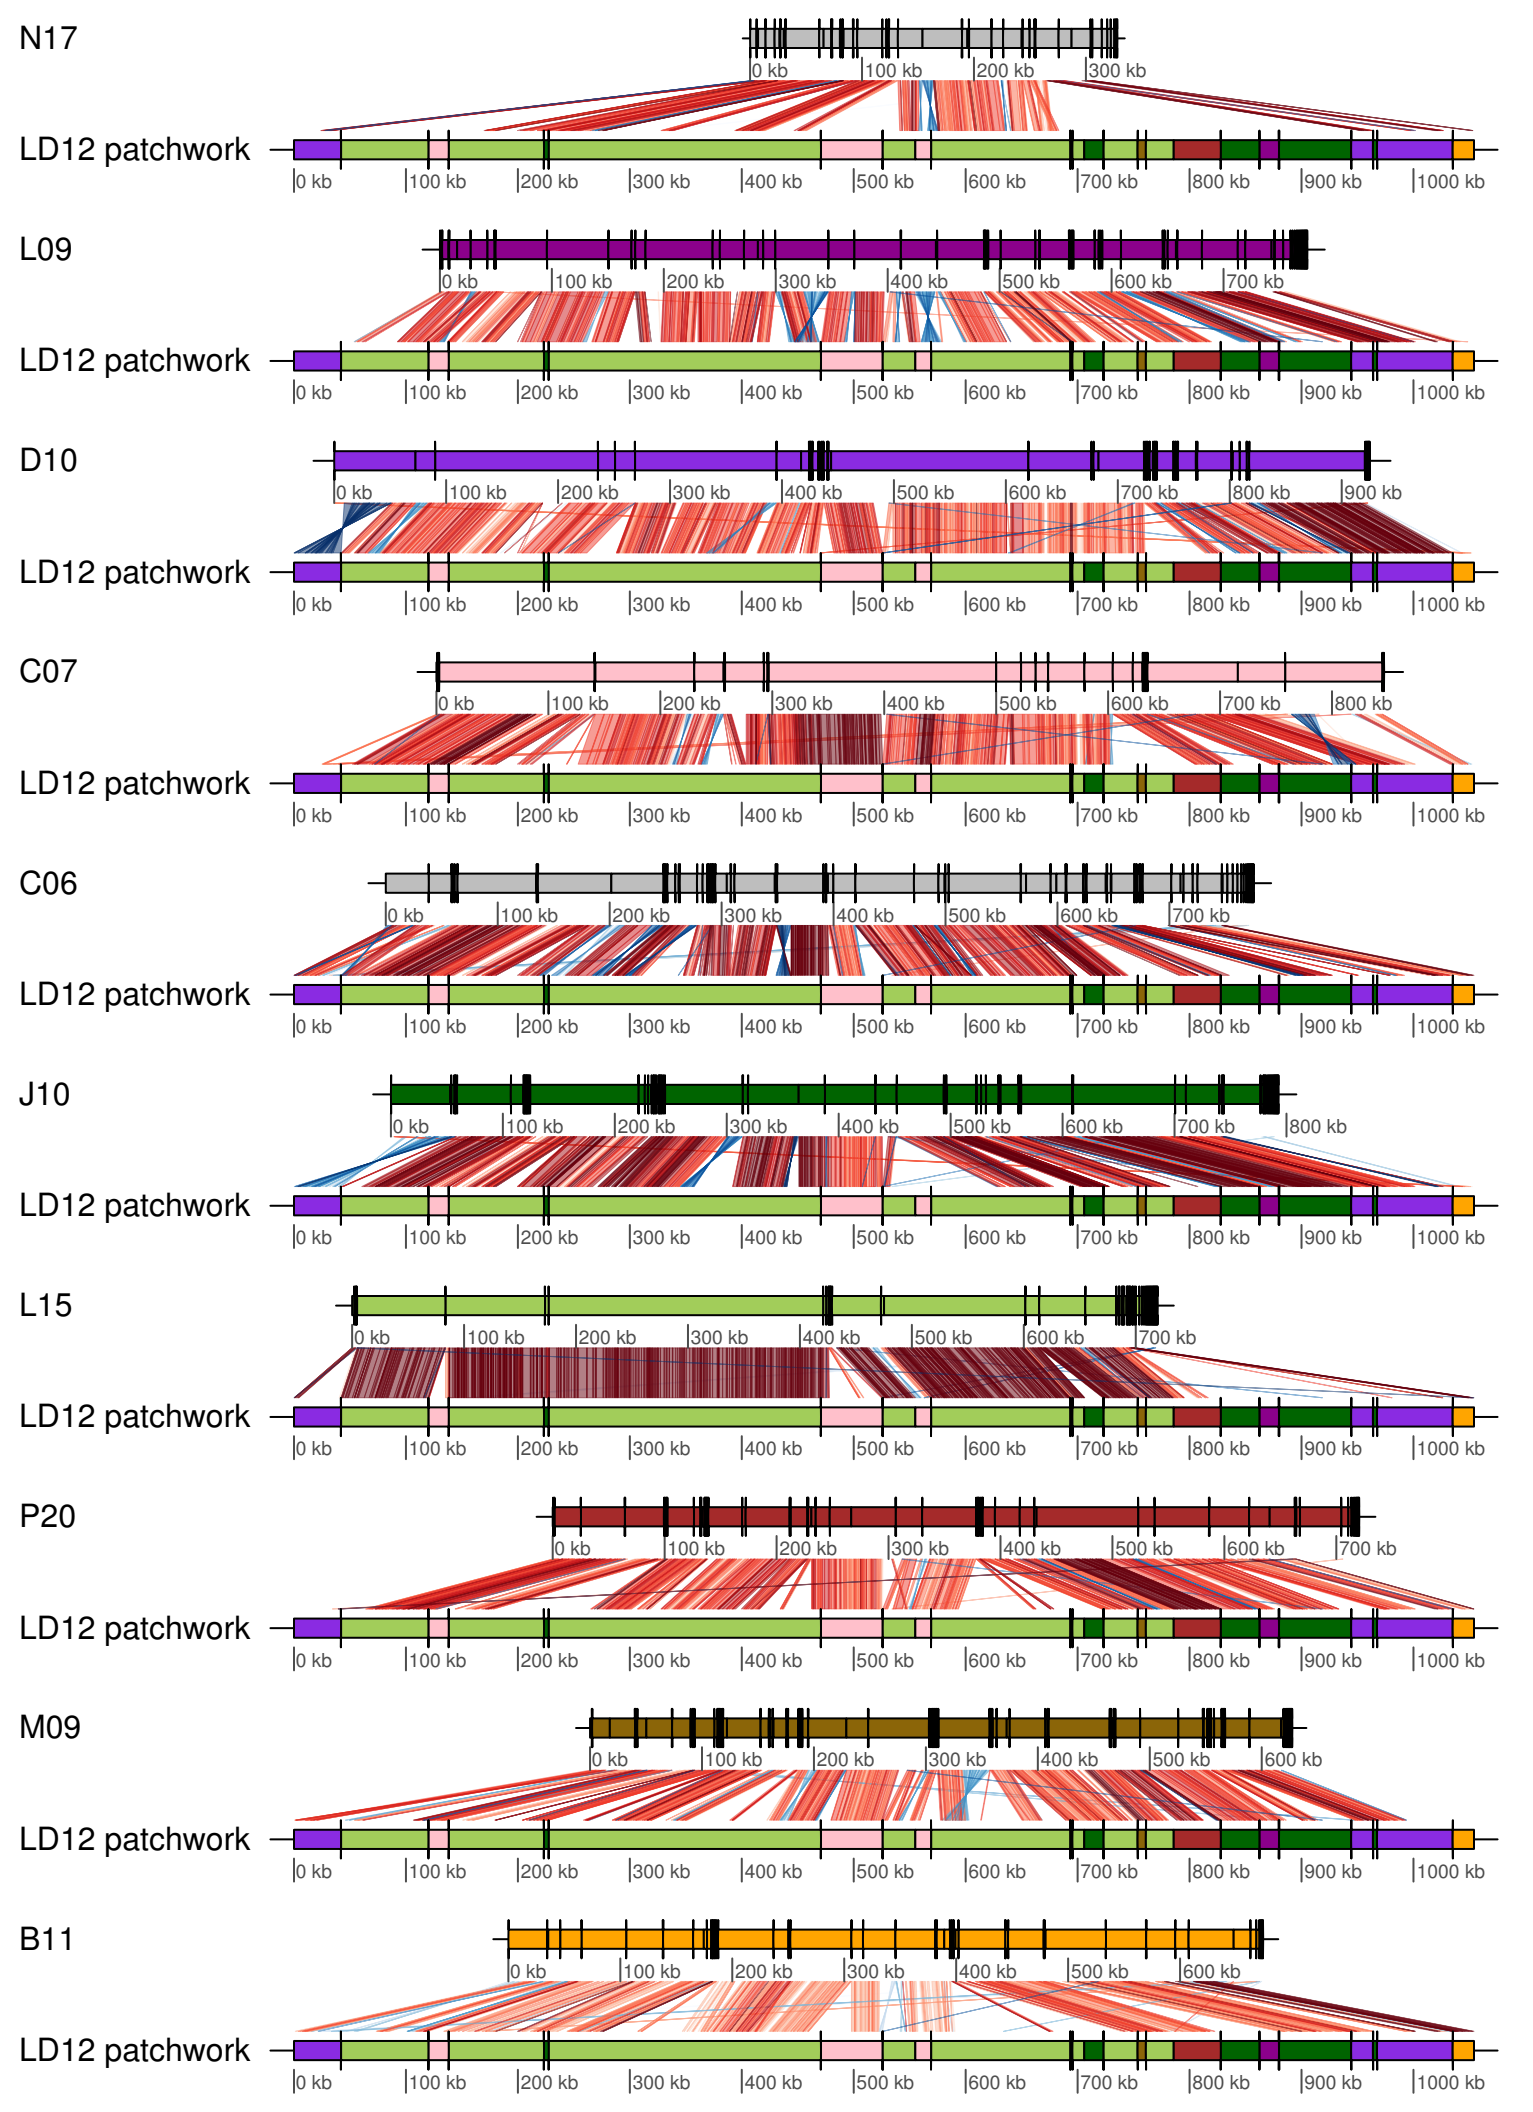 N17
0 kb 100 kb 200 kb 300 kb
LD12 patchwork
0 kb 100 kb 200 kb 300 kb 400 kb 500 kb 600 kb 700 kb 800 kb 900 kb 1000 kb
L09
0 kb 100 kb 200 kb 300 kb 400 kb 500 kb 600 kb 700 kb
LD12 patchwork
0 kb 100 kb 200 kb 300 kb 400 kb 500 kb 600 kb 700 kb 800 kb 900 kb 1000 kb
D10
0 kb 100 kb 200 kb 300 kb 400 kb 500 kb 600 kb 700 kb 800 kb 900 kb
LD12 patchwork
0 kb 100 kb 200 kb 300 kb 400 kb 500 kb 600 kb 700 kb 800 kb 900 kb 1000 kb
C07
0 kb 100 kb 200 kb 300 kb 400 kb 500 kb 600 kb 700 kb 800 kb
LD12 patchwork
0 kb 100 kb 200 kb 300 kb 400 kb 500 kb 600 kb 700 kb 800 kb 900 kb 1000 kb
C06
0 kb 100 kb 200 kb 300 kb 400 kb 500 kb 600 kb 700 kb
LD12 patchwork
0 kb 100 kb 200 kb 300 kb 400 kb 500 kb 600 kb 700 kb 800 kb 900 kb 1000 kb
J10
0 kb 100 kb 200 kb 300 kb 400 kb 500 kb 600 kb 700 kb 800 kb
LD12 patchwork
0 kb 100 kb 200 kb 300 kb 400 kb 500 kb 600 kb 700 kb 800 kb 900 kb 1000 kb
L15
0 kb 100 kb 200 kb 300 kb 400 kb 500 kb 600 kb 700 kb
LD12 patchwork
0 kb 100 kb 200 kb 300 kb 400 kb 500 kb 600 kb 700 kb 800 kb 900 kb 1000 kb
P20
0 kb 100 kb 200 kb 300 kb 400 kb 500 kb 600 kb 700 kb
LD12 patchwork
0 kb 100 kb 200 kb 300 kb 400 kb 500 kb 600 kb 700 kb 800 kb 900 kb 1000 kb
M09
0 kb 100 kb 200 kb 300 kb 400 kb 500 kb 600 kb
LD12 patchwork
0 kb 100 kb 200 kb 300 kb 400 kb 500 kb 600 kb 700 kb 800 kb 900 kb 1000 kb
B11
0 kb 100 kb 200 kb 300 kb 400 kb 500 kb 600 kb
LD12 patchwork
0 kb 100 kb 200 kb 300 kb 400 kb 500 kb 600 kb 700 kb 800 kb 900 kb 1000 kb